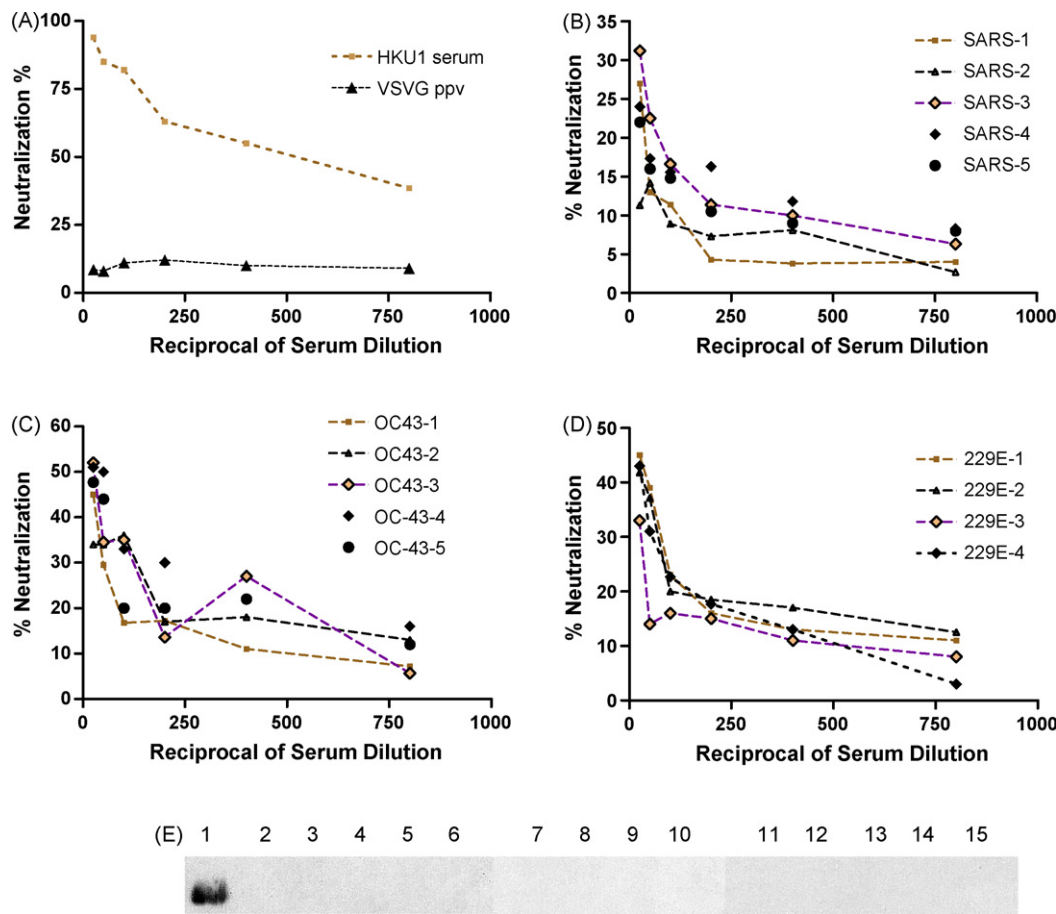 (A)
100
75
50
25
0
Neutralization %
HKU1 serum
VSVG ppv
0 250 500 750 1000
Reciprocal of Serum Dilution
(B)
35
30
25
20
15
10
5
0
% Neutralization
SARS-1
SARS-2
SARS-3
SARS-4
SARS-5
0 250 500 750 1000
Reciprocal of Serum Dilution
(C)
60
50
40
30
20
10
0
% Neutralization
OC43-1
OC43-2
OC43-3
OC-43-4
OC-43-5
0 250 500 750 1000
Reciprocal of Serum Dilution
(D)
50
40
30
20
10
0
% Neutralization
229E-1
229E-2
229E-3
229E-4
0 250 500 750 1000
Reciprocal of Serum Dilution
(E) 1 2 3 4 5 6 7 8 9 10 11 12 13 14 15